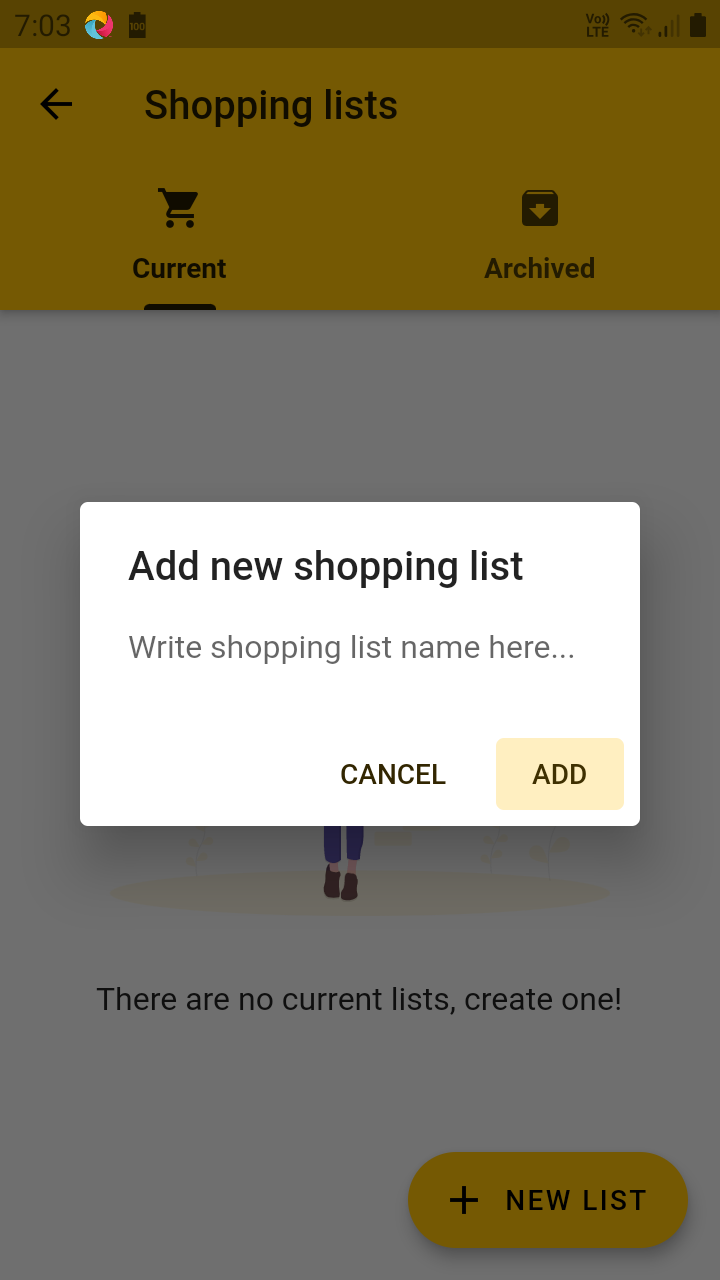 7:03
100
Vo)) LTE
Shopping lists
Current
Archived
Add new shopping list
Write shopping list name here...
CANCEL
ADD
There are no current lists, create one!
NEW LIST